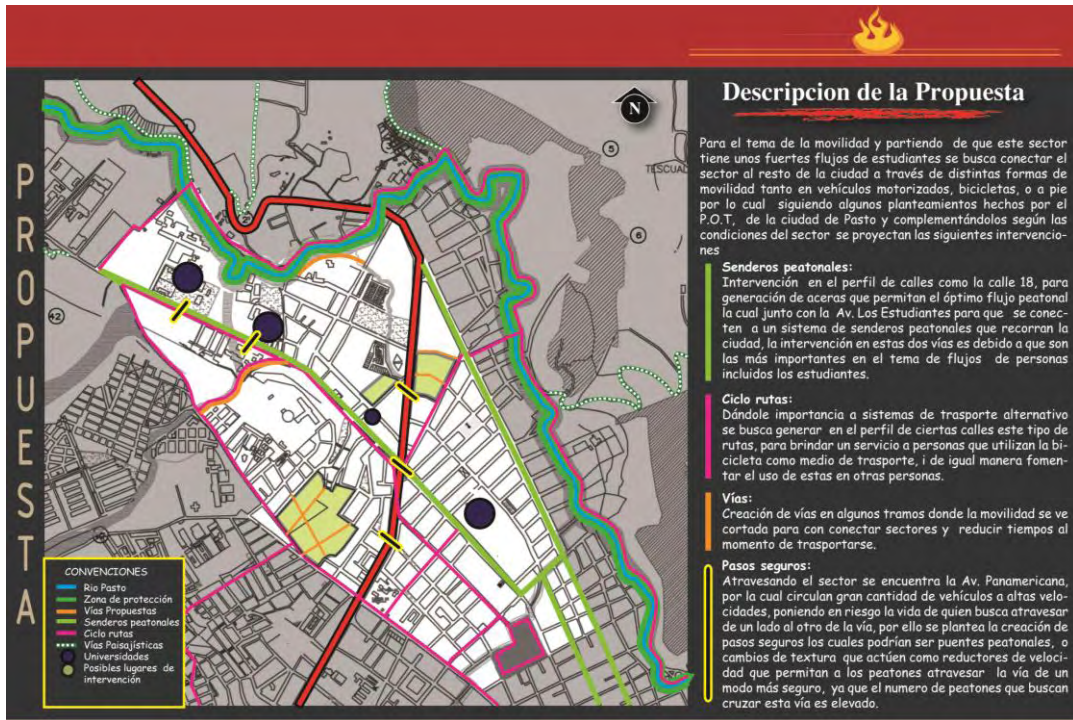 PROPUESTA
N
5
TESCUAL
6
42
2
CONVENCIONES
Rio Pasto
Zona de protección
Vías Propuestas
Senderos peatonales
Ciclo rutas
Vías Paisajísticas
Universidades
Posibles lugares de
intervención
Descripcion de la Propuesta
Para el tema de la movilidad y partiendo de que este sector
tiene unos fuertes flujos de estudiantes se busca conectar el
sector al resto de la ciudad a través de distintas formas de
movilidad tanto en vehículos motorizados, bicicletas, o a pie
por lo cual siguiendo algunos planteamientos hechos por el
P.O.T, de la ciudad de Pasto y complementándolos según las
condiciones del sector se proyectan las siguientes intervencio-
nes
Senderos peatonales:
Intervención en el perfil de calles como la calle 18, para
generación de aceras que permitan el óptimo flujo peatonal
la cual junto con la Av. Los Estudiantes para que se conec-
ten a un sistema de senderos peatonales que recorran la
ciudad, la intervención en estas dos vías es debido a que son
las más importantes en el tema de flujos de personas
incluidos los estudiantes.
Ciclo rutas:
Dándole importancia a sistemas de trasporte alternativo
se busca generar en el perfil de ciertas calles este tipo de
rutas, para brindar un servicio a personas que utilizan la bi-
cicleta como medio de trasporte, i de igual manera fomen-
tar el uso de estas en otras personas.
Vías:
Creación de vías en algunos tramos donde la movilidad se ve
cortada para con conectar sectores y reducir tiempos al
momento de trasportarse.
Pasos seguros:
Atravesando el sector se encuentra la Av. Panamericana,
por la cual circulan gran cantidad de vehículos a altas velo-
cidades, poniendo en riesgo la vida de quien busca atravesar
de un lado al otro de la vía, por ello se plantea la creación de
pasos seguros los cuales podrían ser puentes peatonales, o
cambios de textura que actúen como reductores de veloci-
dad que permitan a los peatones atravesar la vía de un
modo más seguro, ya que el numero de peatones que buscan
cruzar esta vía es elevado.